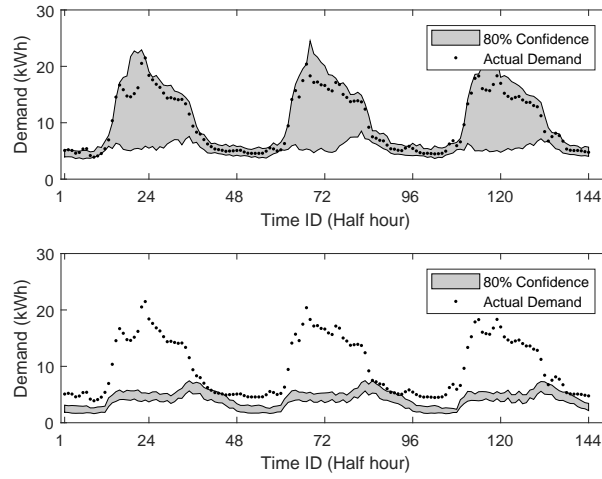 30
20
10
0
Demand (kWh)
80% Confidence
Actual Demand
1 24 48 72 96 120 144
Time ID (Half hour)
30
20
10
0
Demand (kWh)
80% Confidence
Actual Demand
1 24 48 72 96 120 144
Time ID (Half hour)